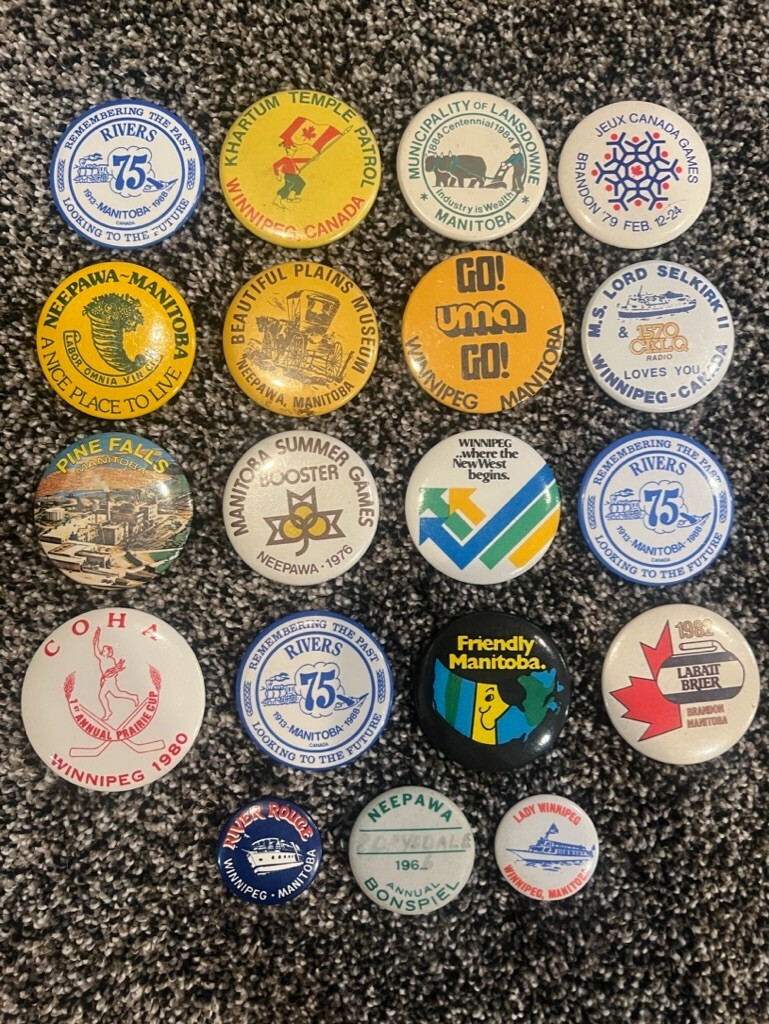 REMEMBERING THE PAST
RIVERS
75
1913-MANITOBA-1988
CANADA
LOOKING TO THE FUTURE
KHARTUM TEMPLE PATROL
WINNIPEG, CANADA
MUNICIPALITY OF LANSDOWNE
1884 Centennial 1984
Industry is Wealth
MANITOBA
JEUX CANADA GAMES
BRANDON '79 FEB. 12-24
NEEPAWA~MANITOBA
LABOR OMNIA VIN
A NICE PLACE TO LIVE
BEAUTIFUL PLAINS MUSEUM
NEEPAWA, MANITOBA
GO!
uma
GO!
WINNIPEG MANITOBA
M.S. LORD SELKIRK II
& 1570
CKLQ
RADIO
LOVES YOU
WINNIPEG-CANADA
PINE FALLS
MANITOBA
MANITOBA SUMMER GAMES
BOOSTER
NEEPAWA · 1976
WINNIPEG
..where the
New West
begins.
REMEMBERING THE PAST
RIVERS
75
1913-MANITOBA-1988
CANADA
LOOKING TO THE FUTURE
COHA
1ST ANNUAL PRAIRIE CUP
WINNIPEG 1980
REMEMBERING THE PAST
RIVERS
75
1913-MANITOBA-1988
CANADA
LOOKING TO THE FUTURE
Friendly
Manitoba.
1982
LABATT
BRIER
BRANDON
MANITOBA
RIVER ROUGE
WINNIPEG · MANITOBA
NEEPAWA
196
ANNUAL
BONSPIEL
LADY WINNIPEG
WINNIPEG, MANITOBA